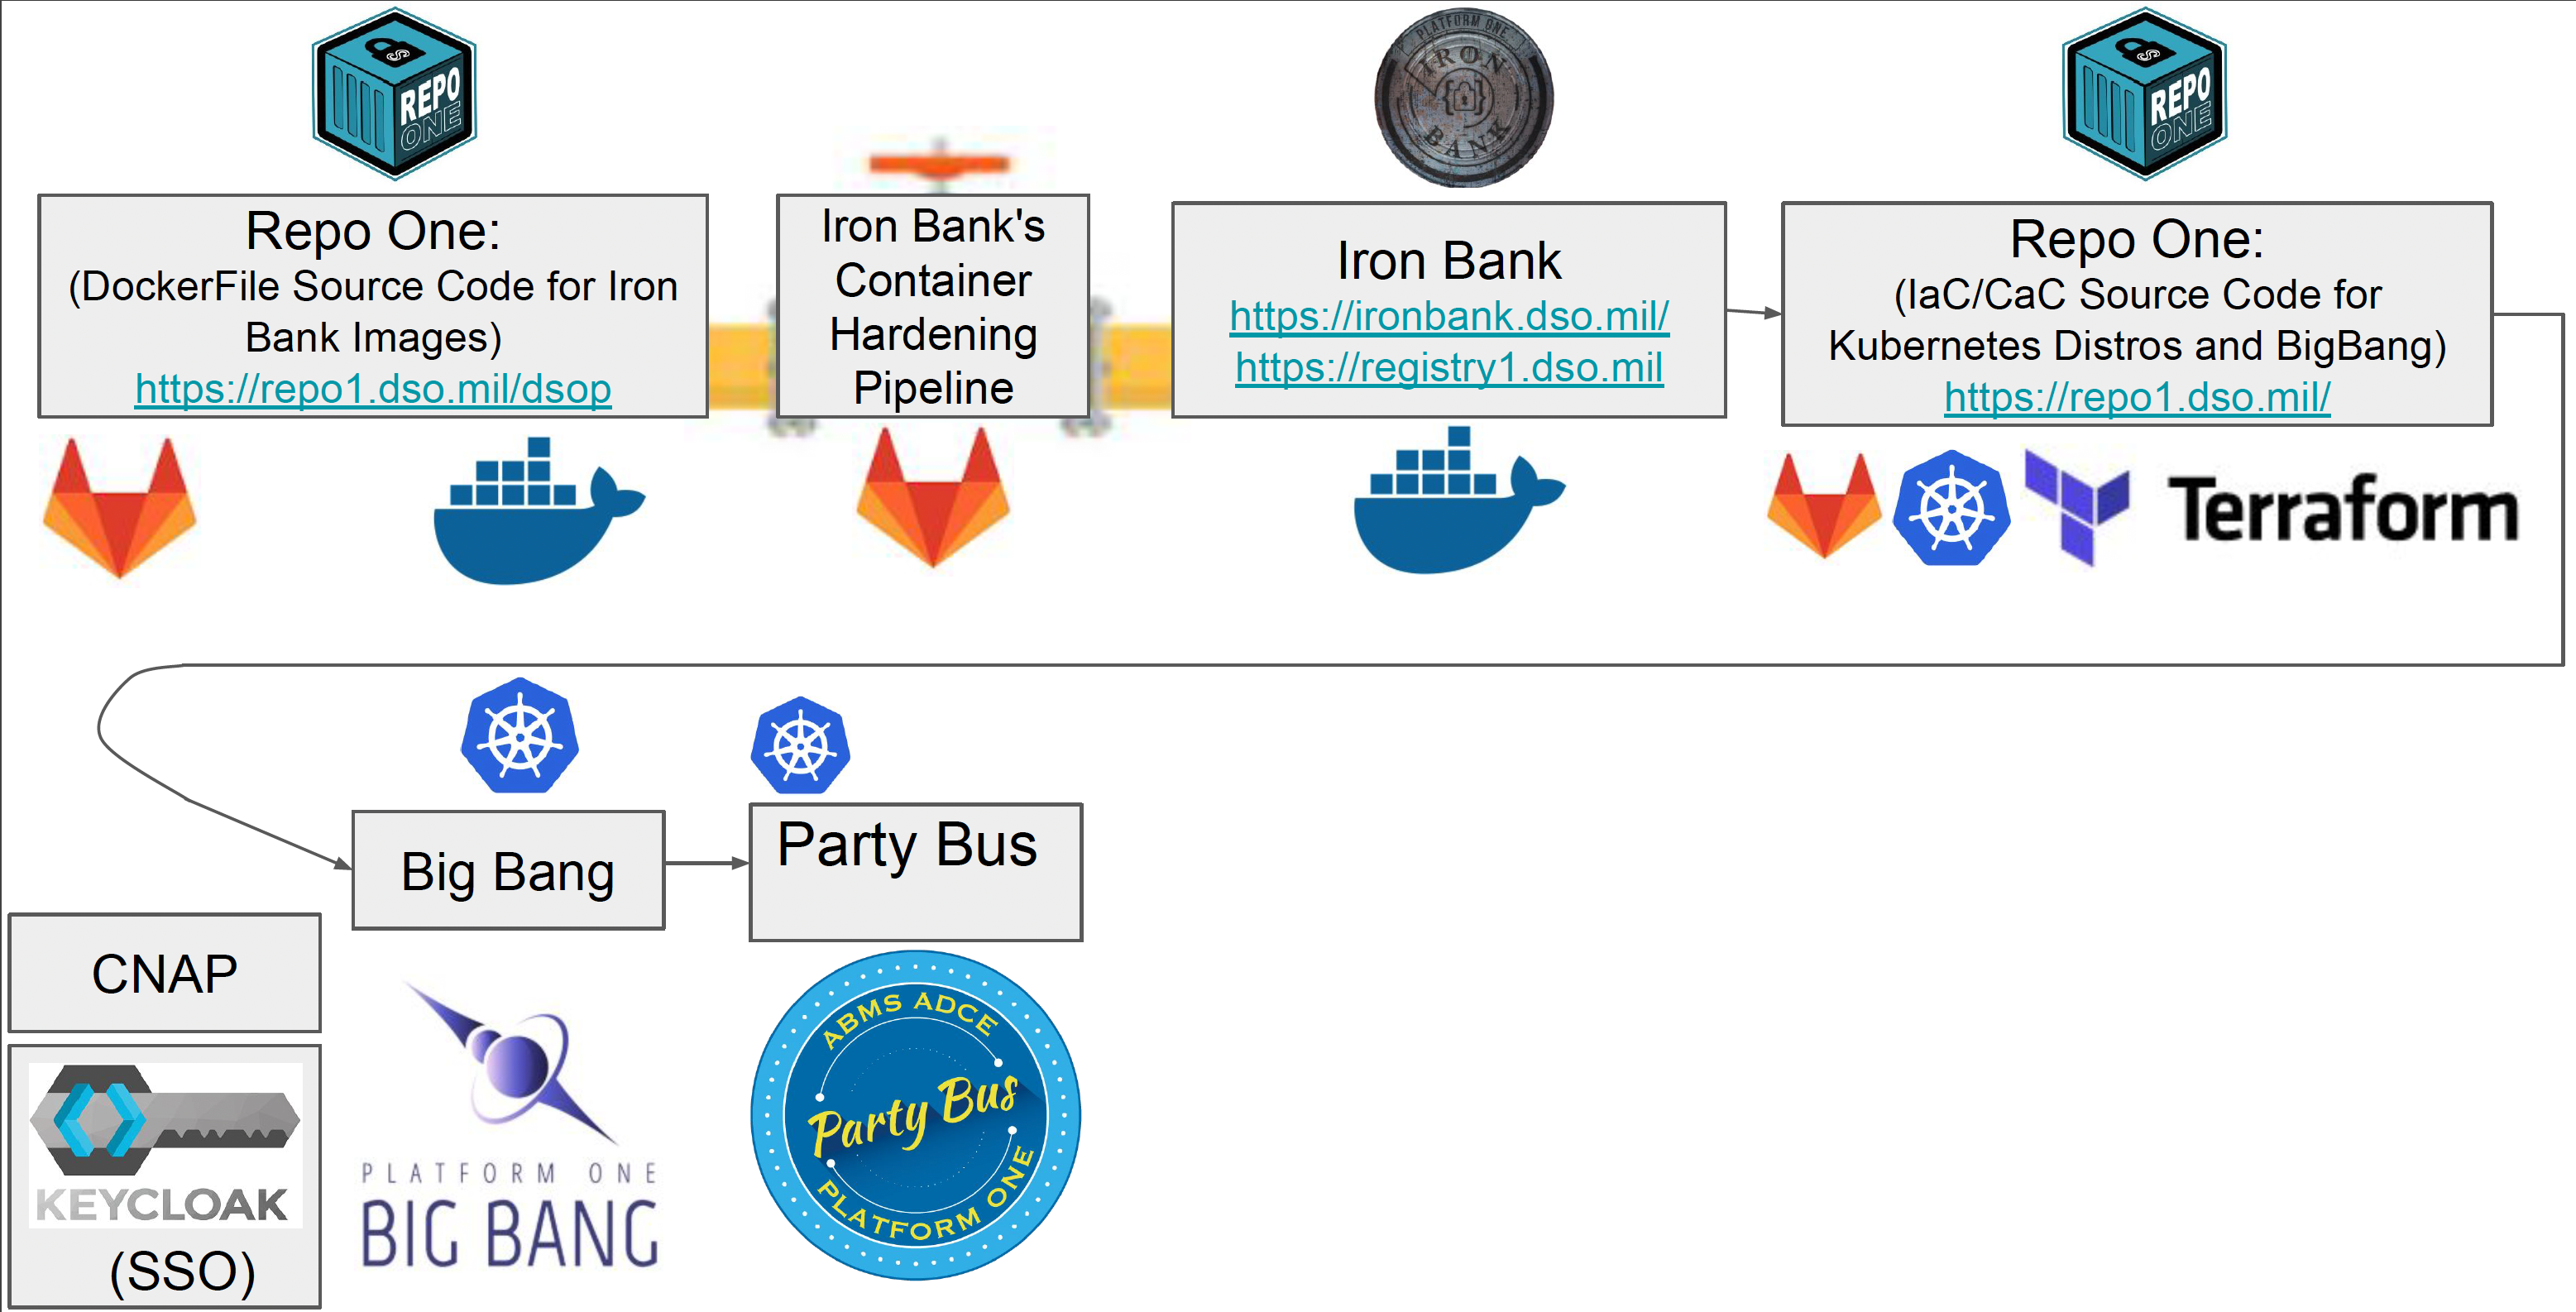 REPO
ONE
PLATFORM ONE
IRON
BANK
REPO
ONE
Repo One:
(DockerFile Source Code for Iron
Bank Images)
https://repo1.dso.mil/dsop
Iron Bank's
Container
Hardening
Pipeline
Iron Bank
https://ironbank.dso.mil/
https://registry1.dso.mil
Repo One:
(IaC/CaC Source Code for
Kubernetes Distros and BigBang)
https://repo1.dso.mil/
Terraform
Big Bang
Party Bus
CNAP
KEYCLOAK
(SSO)
PLATFORM ONE
BIG BANG
ABMS ADCE
Party Bus
PLATFORM ONE